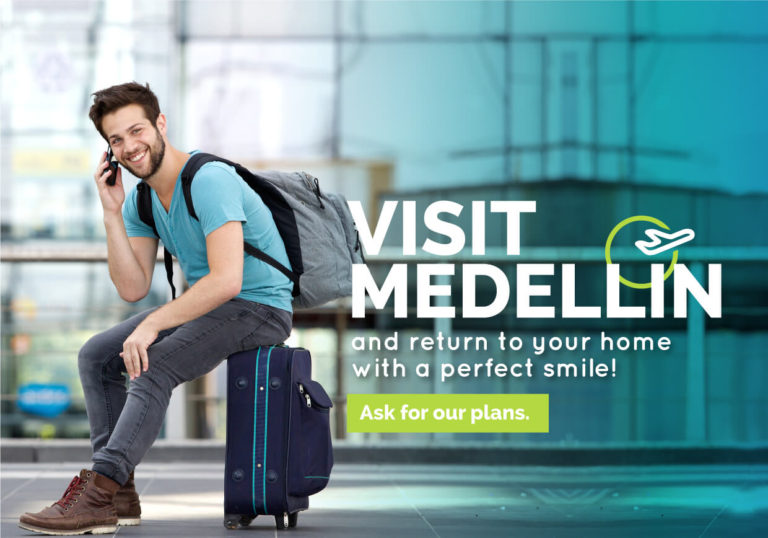 VISIT
MEDELLIN
and return to your home
with a perfect smile!
Ask for our plans.